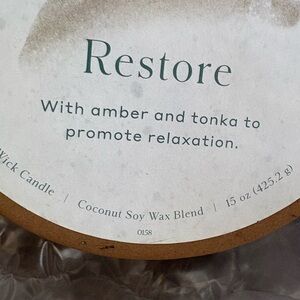 Restore
With amber and tonka to
promote relaxation.
Wick Candle | Coconut Soy Wax Blend | 15 oz (425.2 g)
0158